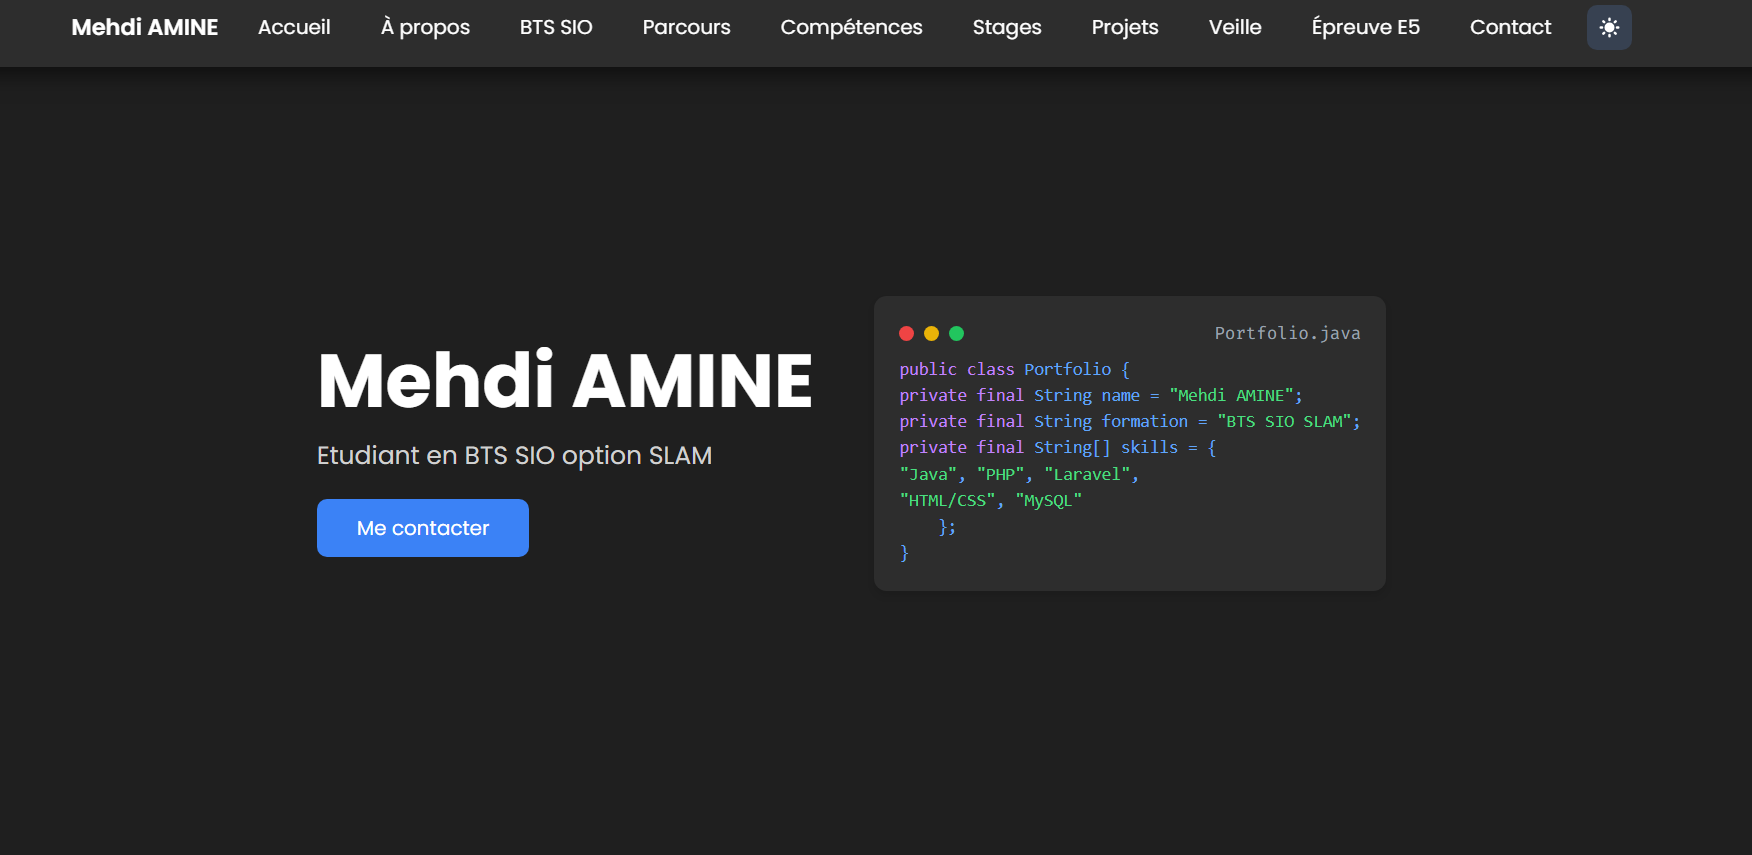 Mehdi AMINE Accueil À propos BTS SIO Parcours Compétences Stages Projets Veille Épreuve E5 Contact
Mehdi AMINE
Etudiant en BTS SIO option SLAM
Me contacter
Portfolio.java
public class Portfolio {
private final String name = "Mehdi AMINE";
private final String formation = "BTS SIO SLAM";
private final String[] skills = {
"Java", "PHP", "Laravel",
"HTML/CSS", "MySQL"
};
}